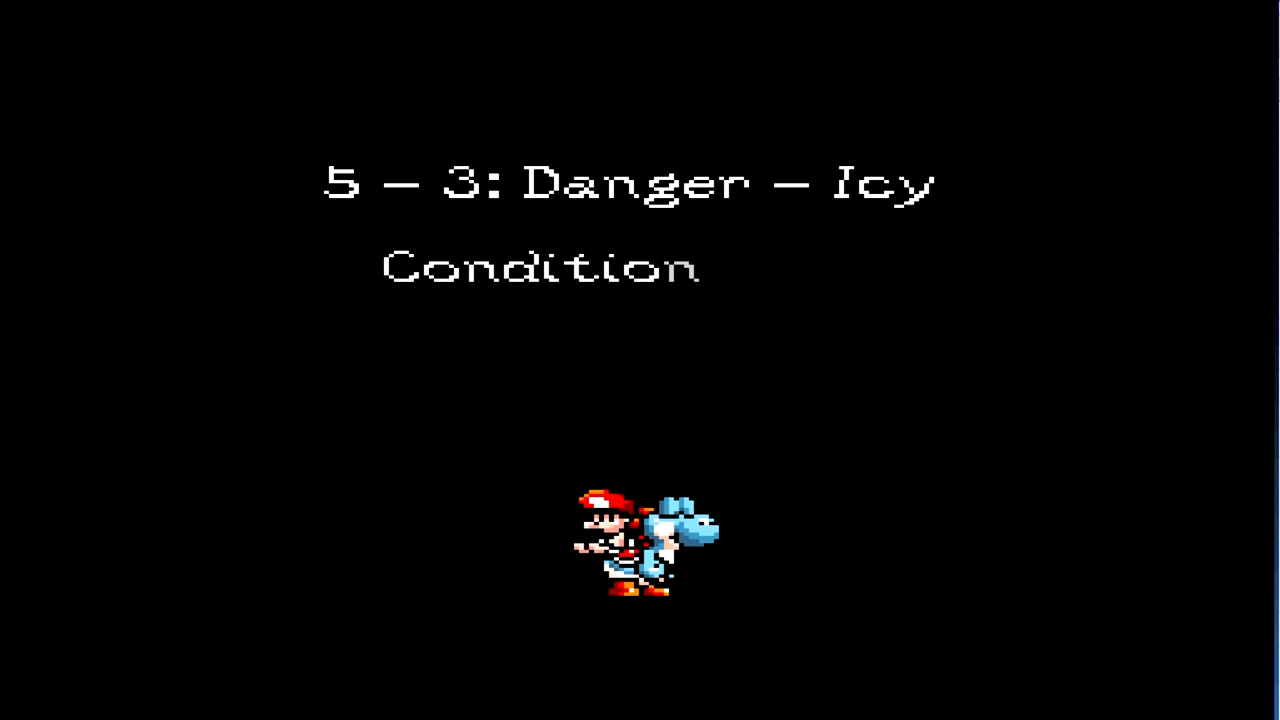 5 – 3: Danger – Icy
Condition